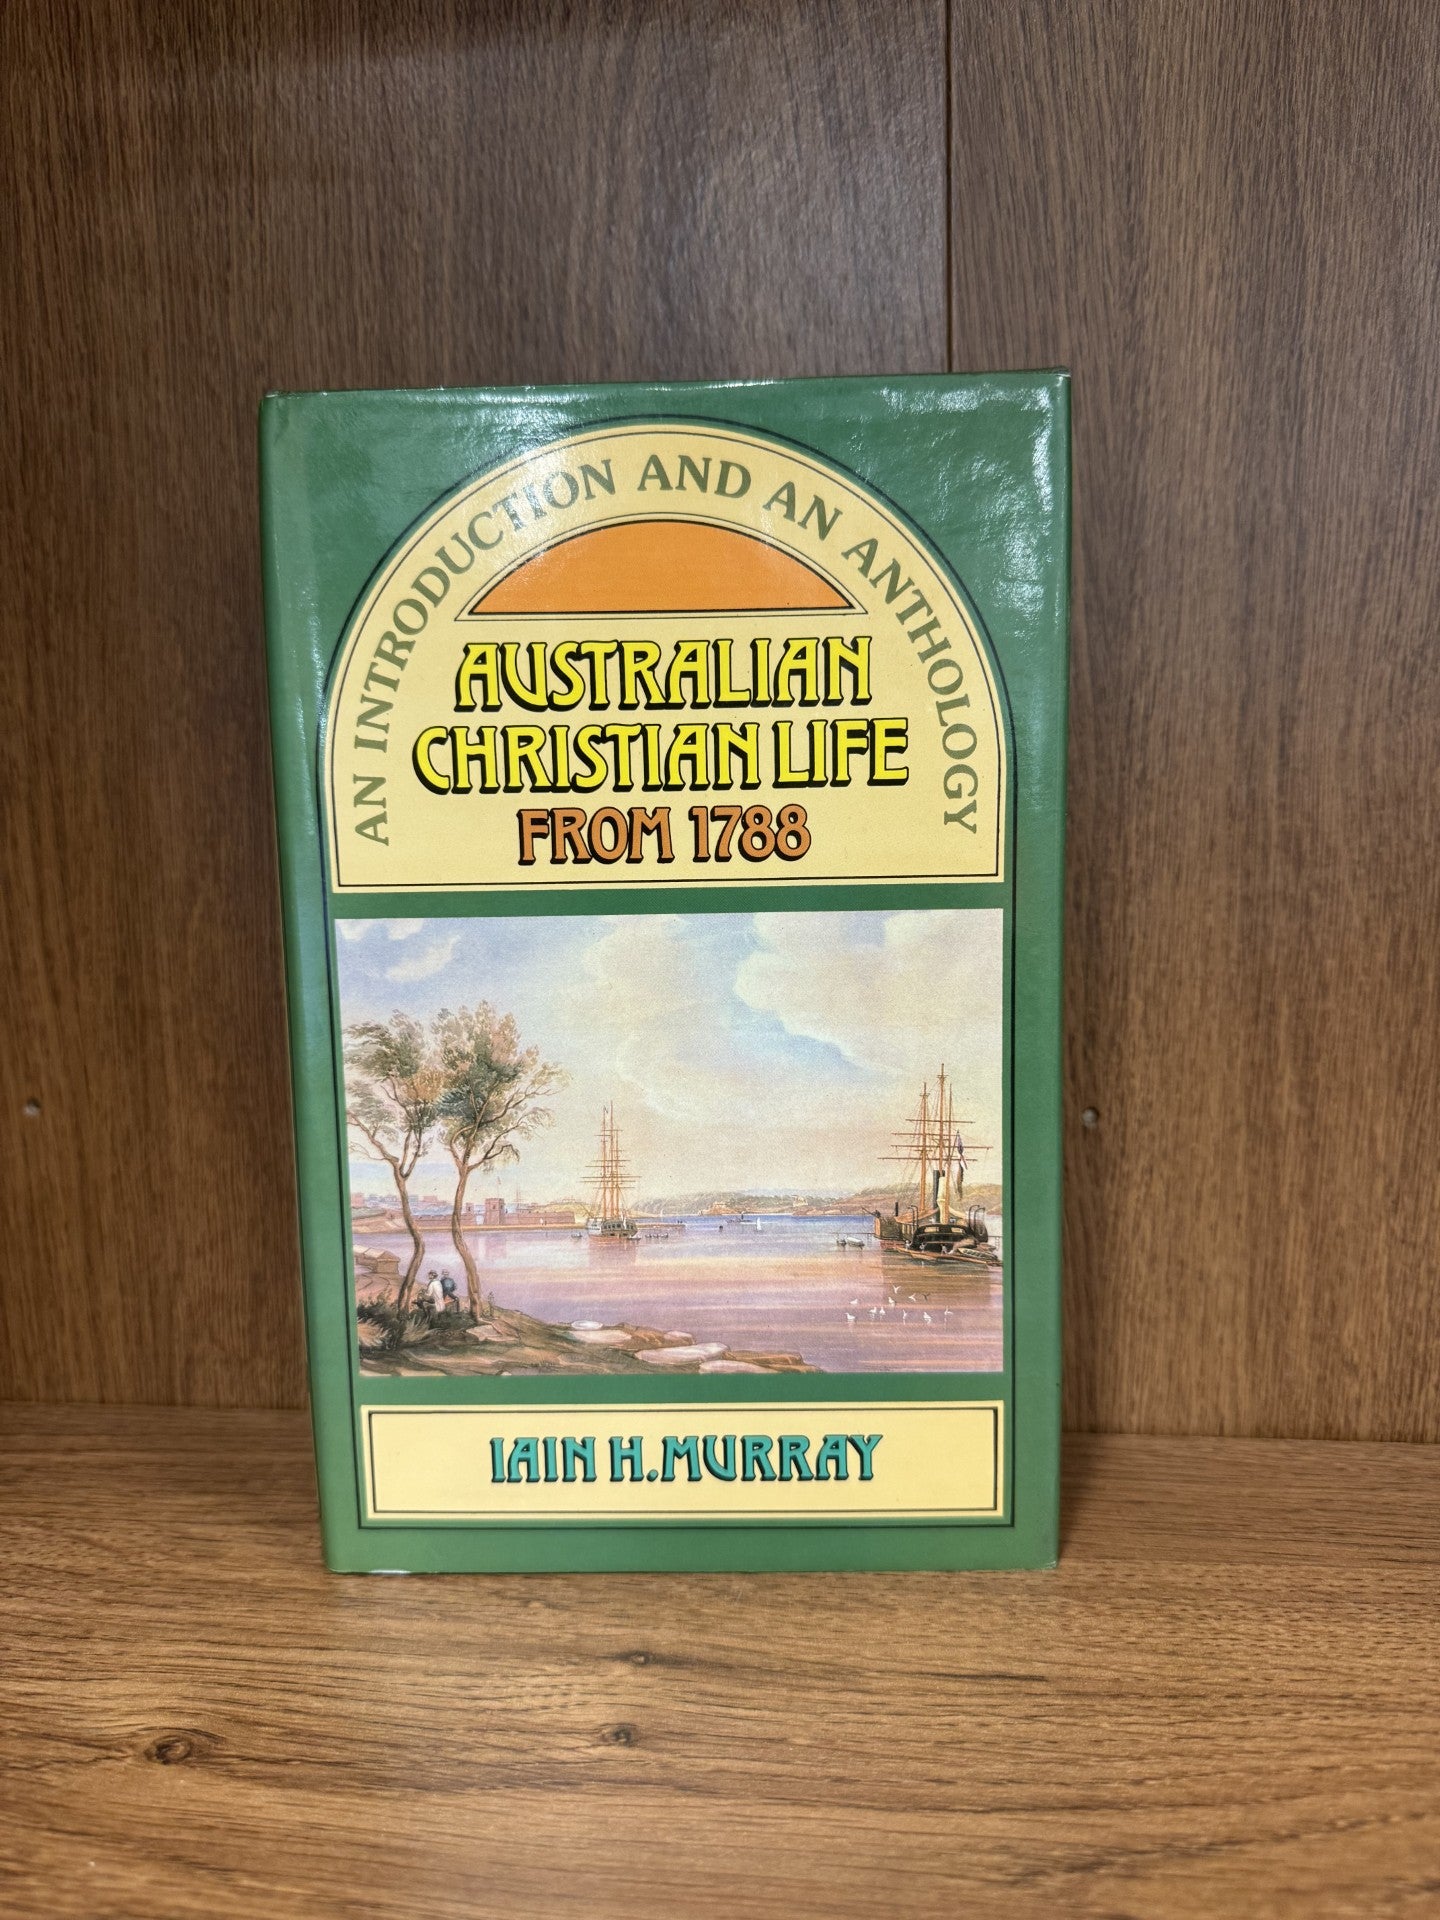 AN INTRODUCTION AND AN ANTHOLOGY
AUSTRALIAN
CHRISTIAN LIFE
FROM 1788
IAIN H. MURRAY